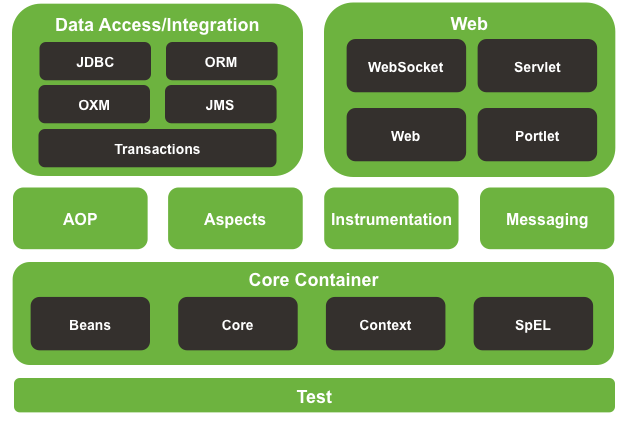 Data Access/Integration
JDBC
ORM
OXM
JMS
Transactions
Web
WebSocket
Servlet
Web
Portlet
AOP
Aspects
Instrumentation
Messaging
Core Container
Beans
Core
Context
SpEL
Test